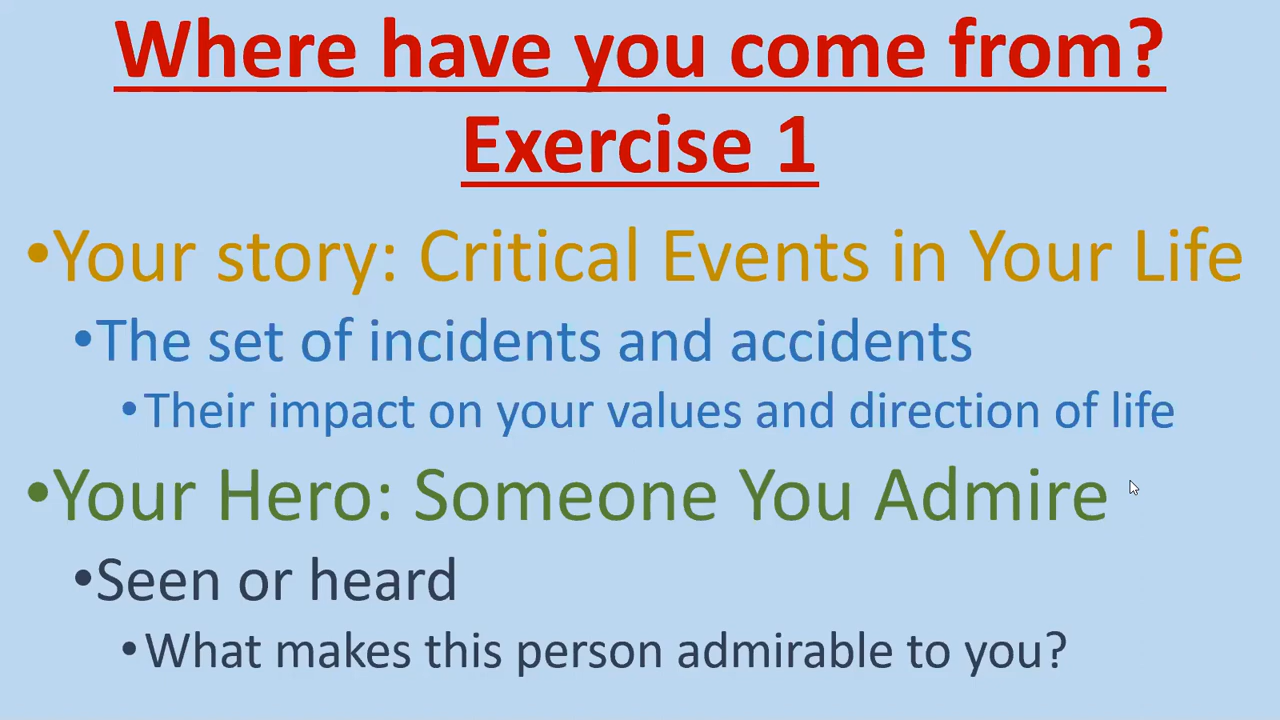 Where have you come from?
Exercise 1
•Your story: Critical Events in Your Life
•The set of incidents and accidents
•Their impact on your values and direction of life
•Your Hero: Someone You Admire
•Seen or heard
•What makes this person admirable to you?